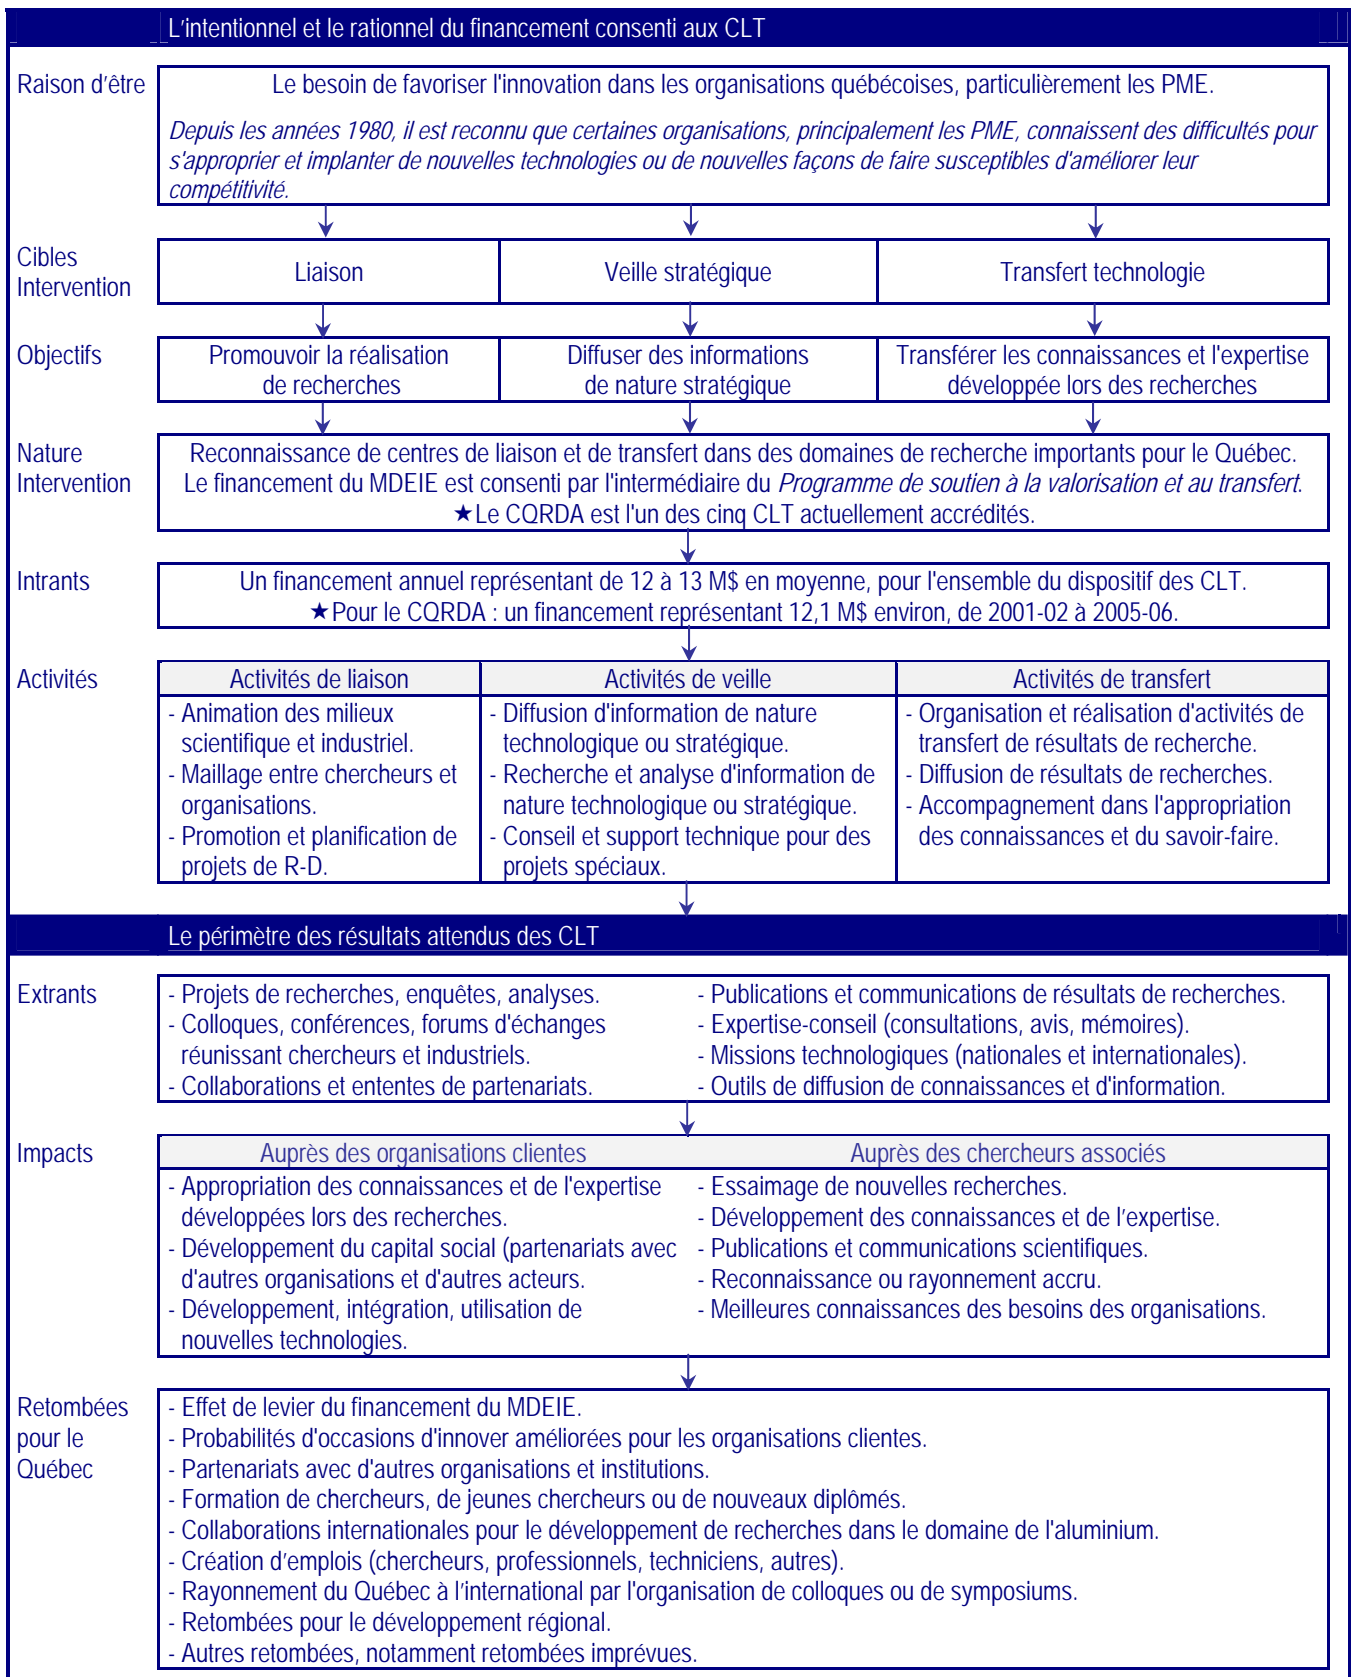 L'intentionnel et le rationnel du financement consenti aux CLT
Raison d'être
Le besoin de favoriser l'innovation dans les organisations québécoises, particulièrement les PME.
Depuis les années 1980, il est reconnu que certaines organisations, principalement les PME, connaissent des difficultés pour
s'approprier et implanter de nouvelles technologies ou de nouvelles façons de faire susceptibles d'améliorer leur
compétitivité.
Cibles
Intervention
Liaison
Veille stratégique
Transfert technologie
Objectifs
Promouvoir la réalisation
de recherches
Diffuser des informations
de nature stratégique
Transférer les connaissances et l'expertise
développée lors des recherches
Nature
Intervention
Reconnaissance de centres de liaison et de transfert dans des domaines de recherche importants pour le Québec.
Le financement du MDEIE est consenti par l'intermédiaire du Programme de soutien à la valorisation et au transfert.
★Le CQRDA est l'un des cinq CLT actuellement accrédités.
Intrants
Un financement annuel représentant de 12 à 13 M$ en moyenne, pour l'ensemble du dispositif des CLT.
★Pour le CQRDA : un financement représentant 12,1 M$ environ, de 2001-02 à 2005-06.
Activités
Activités de liaison
- Animation des milieux
scientifique et industriel.
- Maillage entre chercheurs et
organisations.
- Promotion et planification de
projets de R-D.
Activités de veille
- Diffusion d'information de nature
technologique ou stratégique.
- Recherche et analyse d'information de
nature technologique ou stratégique.
- Conseil et support technique pour des
projets spéciaux.
Activités de transfert
- Organisation et réalisation d'activités de
transfert de résultats de recherche.
- Diffusion de résultats de recherches.
- Accompagnement dans l'appropriation
des connaissances et du savoir-faire.
Le périmètre des résultats attendus des CLT
Extrants
- Projets de recherches, enquêtes, analyses.
- Colloques, conférences, forums d'échanges
réunissant chercheurs et industriels.
- Collaborations et ententes de partenariats.
- Publications et communications de résultats de recherches.
- Expertise-conseil (consultations, avis, mémoires).
- Missions technologiques (nationales et internationales).
- Outils de diffusion de connaissances et d'information.
Impacts
Auprès des organisations clientes
- Appropriation des connaissances et de l'expertise
développées lors des recherches.
- Développement du capital social (partenariats avec
d'autres organisations et d'autres acteurs.
- Développement, intégration, utilisation de
nouvelles technologies.
Auprès des chercheurs associés
- Essaimage de nouvelles recherches.
- Développement des connaissances et de l'expertise.
- Publications et communications scientifiques.
- Reconnaissance ou rayonnement accru.
- Meilleures connaissances des besoins des organisations.
Retombées
pour le
Québec
- Effet de levier du financement du MDEIE.
- Probabilités d'occasions d'innover améliorées pour les organisations clientes.
- Partenariats avec d'autres organisations et institutions.
- Formation de chercheurs, de jeunes chercheurs ou de nouveaux diplômés.
- Collaborations internationales pour le développement de recherches dans le domaine de l'aluminium.
- Création d'emplois (chercheurs, professionnels, techniciens, autres).
- Rayonnement du Québec à l'international par l'organisation de colloques ou de symposiums.
- Retombées pour le développement régional.
- Autres retombées, notamment retombées imprévues.